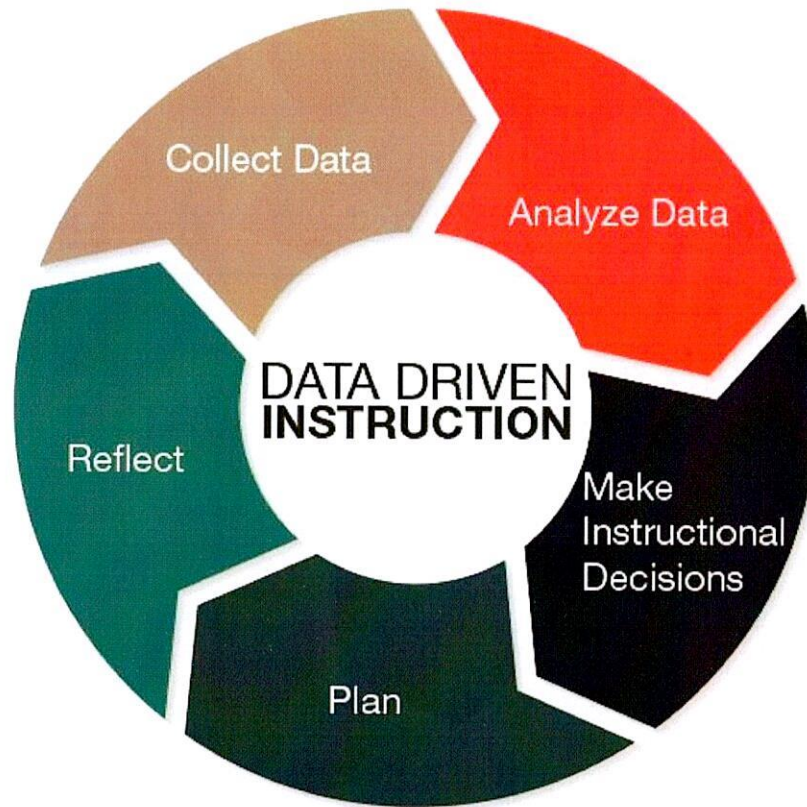 Collect Data
Analyze Data
DATA DRIVEN
INSTRUCTION
Reflect
Make
Instructional
Decisions
Plan